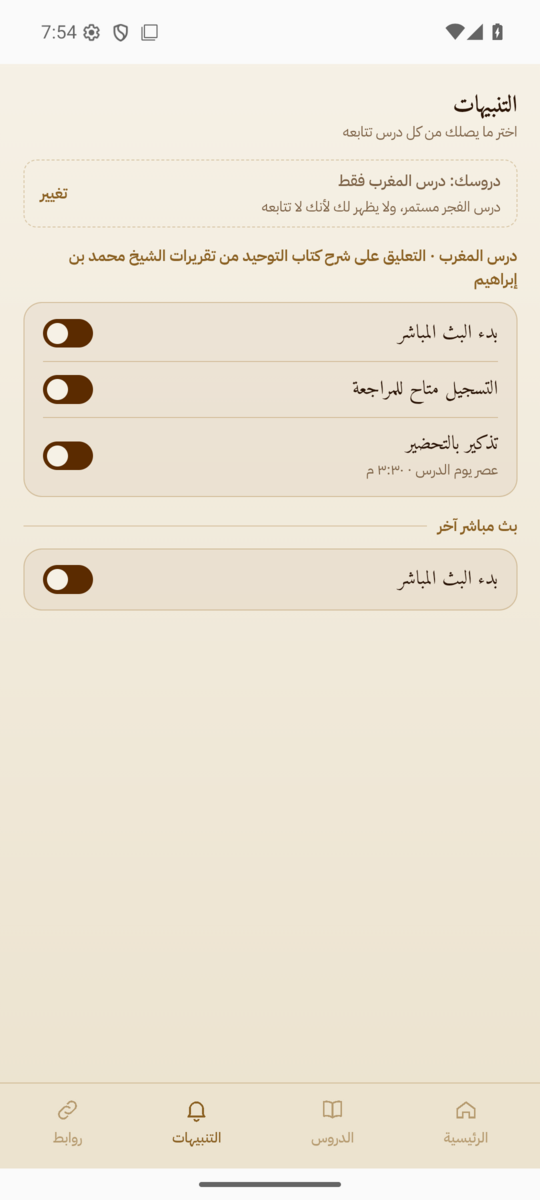 7:54
التنبيهات
اختر ما يصلك من كل درس تتابعه
دروسك: درس المغرب فقط
درس الفجر مستمر، ولا يظهر لك لأنك لا تتابعه
تغيير
درس المغرب · التعليق على شرح كتاب التوحيد من تقريرات الشيخ محمد بن
إبراهيم
بدء البث المباشر
التسجيل متاح للمراجعة
تذكير بالتحضير
عصر يوم الدرس · ٣:٣٠ م
بث مباشر آخر
بدء البث المباشر
الرئيسية
الدروس
التنبيهات
روابط